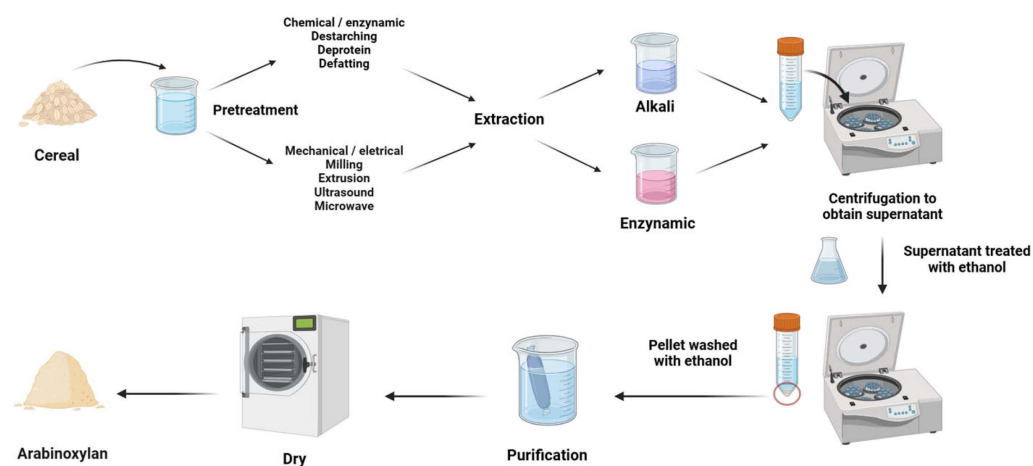 Chemical / enzynamic
Destarching
Deprotein
Defatting
Pretreatment
Cereal
Mechanical / eletrical
Milling
Extrusion
Ultrasound
Microwave
Extraction
Alkali
Enzynamic
Centrifugation to
obtain supernatant
Supernatant treated
with ethanol
Pellet washed
with ethanol
Purification
Dry
Arabinoxylan